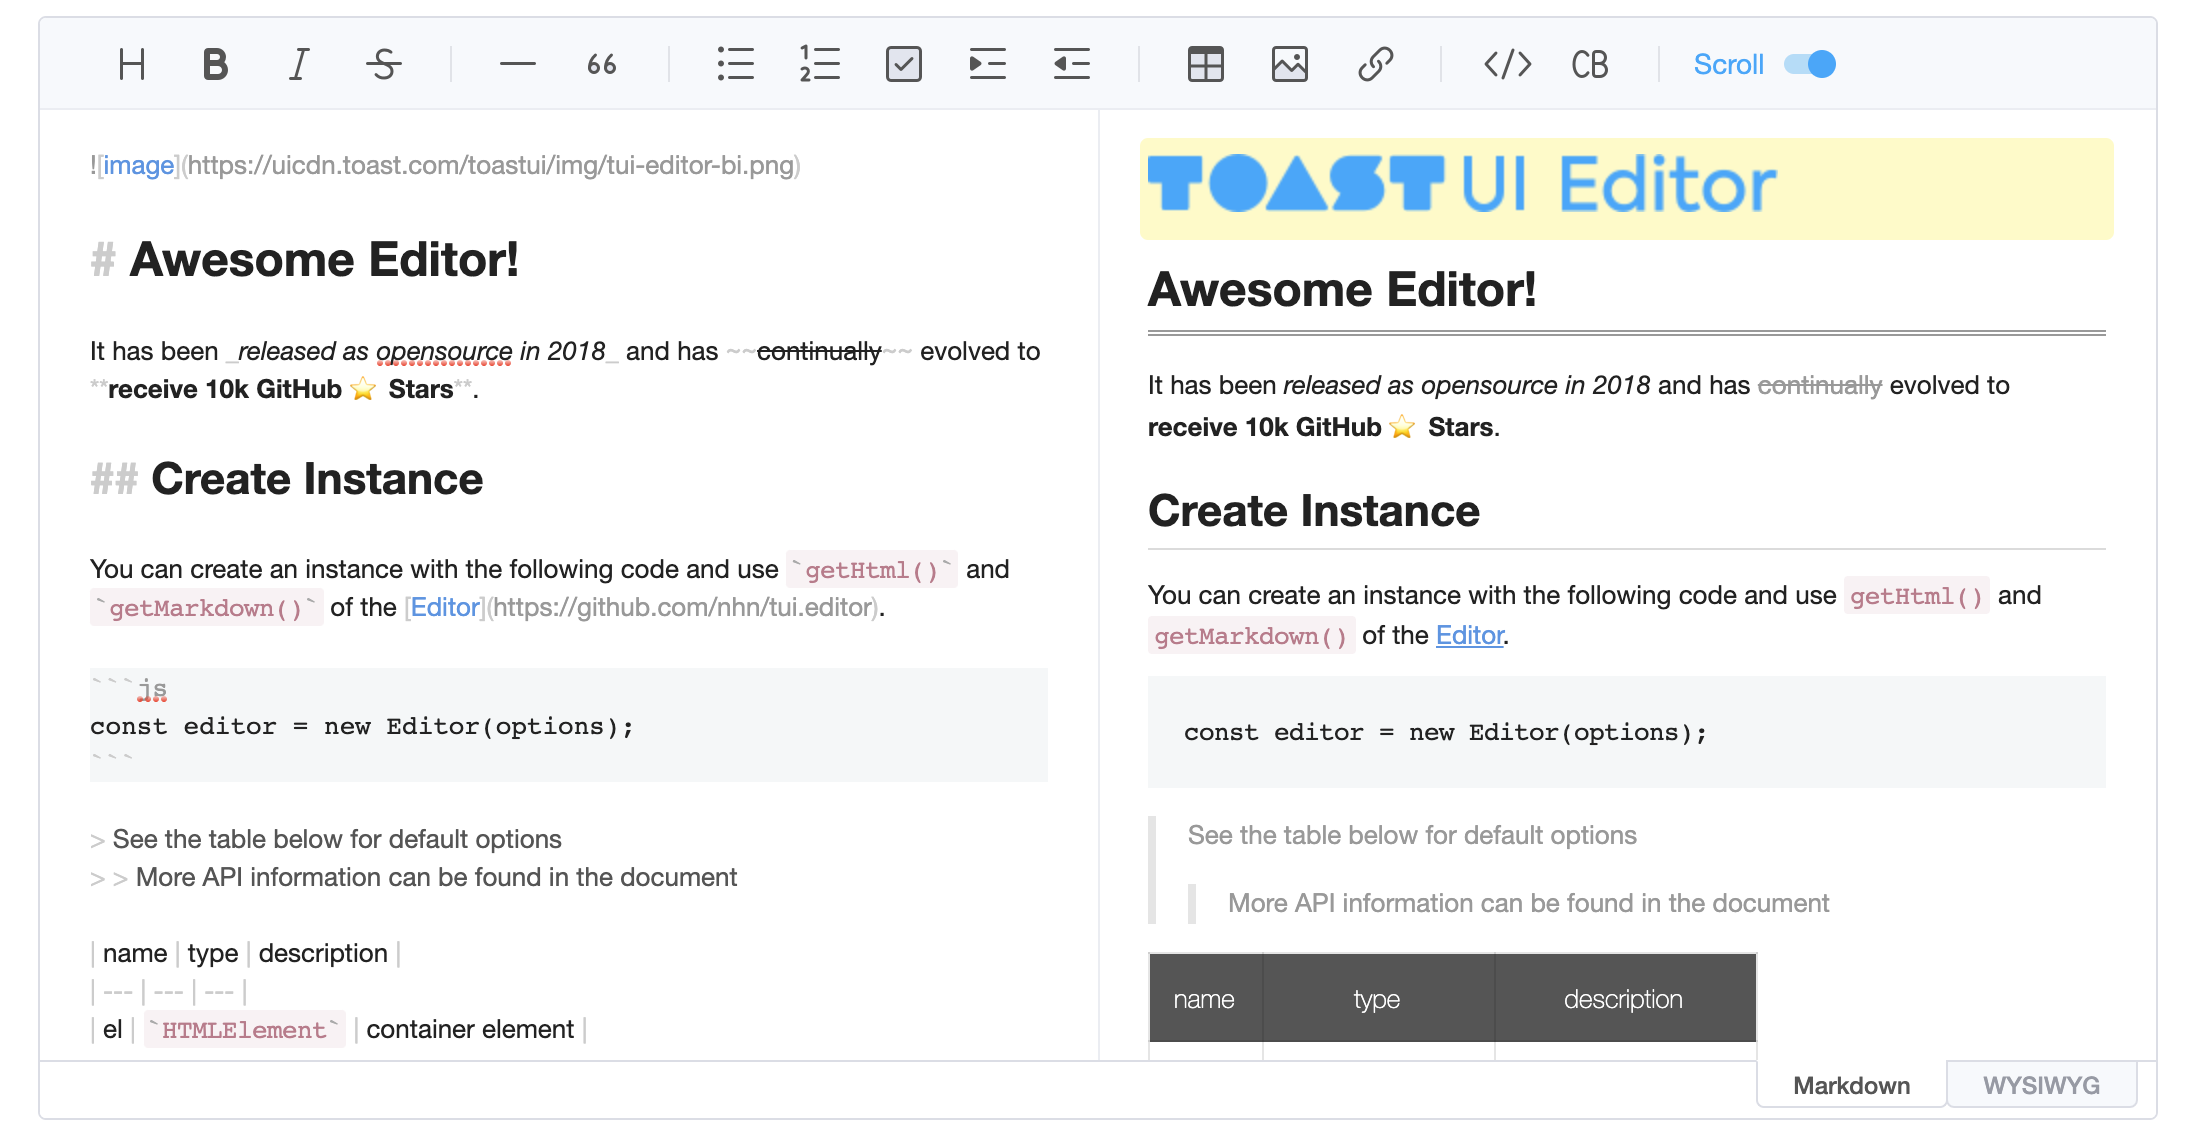 H B I S — 66 1 2 </> CB Scroll
![image](https://uicdn.toast.com/toastui/img/tui-editor-bi.png)
# Awesome Editor!
It has been _released as opensource in 2018_ and has ~~continually~~ evolved to
**receive 10k GitHub ⭐ Stars**.
## Create Instance
You can create an instance with the following code and use `getHtml()` and
`getMarkdown()` of the [Editor](https://github.com/nhn/tui.editor).
```js
const editor = new Editor(options);
```
> See the table below for default options
> > More API information can be found in the document
| name | type | description |
| --- | --- | --- |
| el | `HTMLElement` | container element |
TOAST UI Editor
Awesome Editor!
It has been released as opensource in 2018 and has continually evolved to
receive 10k GitHub ⭐ Stars.
Create Instance
You can create an instance with the following code and use getHtml() and
getMarkdown() of the Editor.
const editor = new Editor(options);
See the table below for default options
More API information can be found in the document
name type description
Markdown WYSIWYG